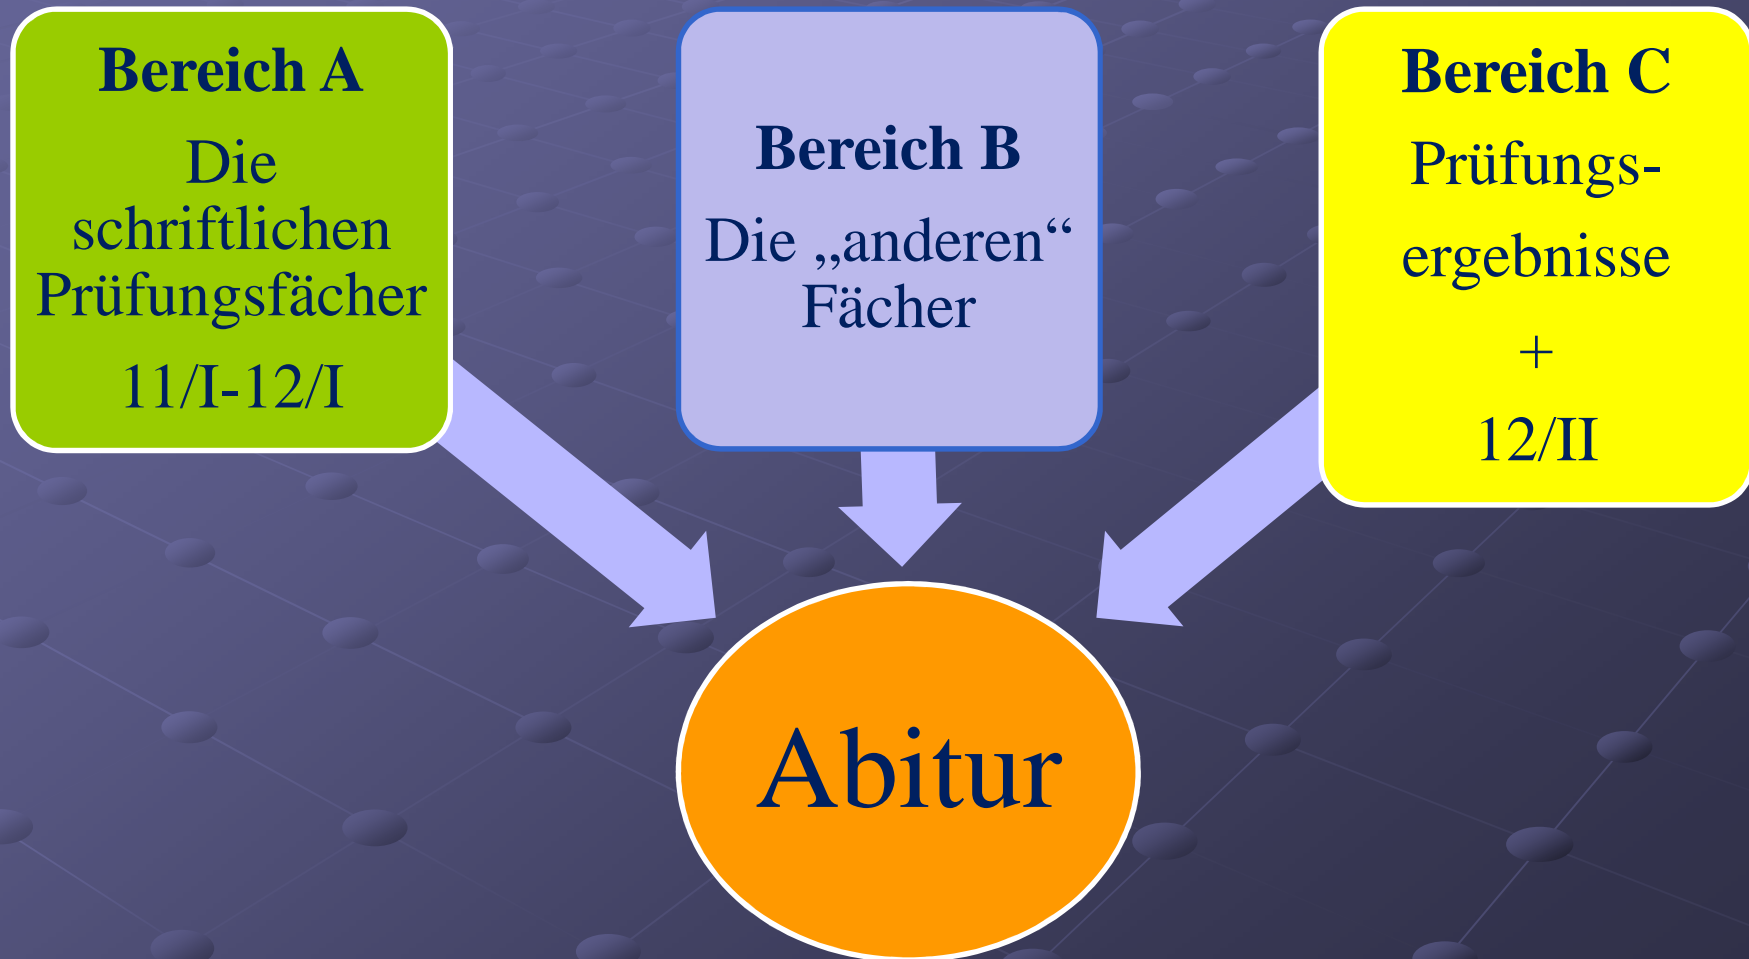 Bereich A
Die
schriftlichen
Prüfungsfächer
11/I-12/I
Bereich B
Die „anderen“
Fächer
Bereich C
Prüfungs-
ergebnisse
+
12/II
Abitur